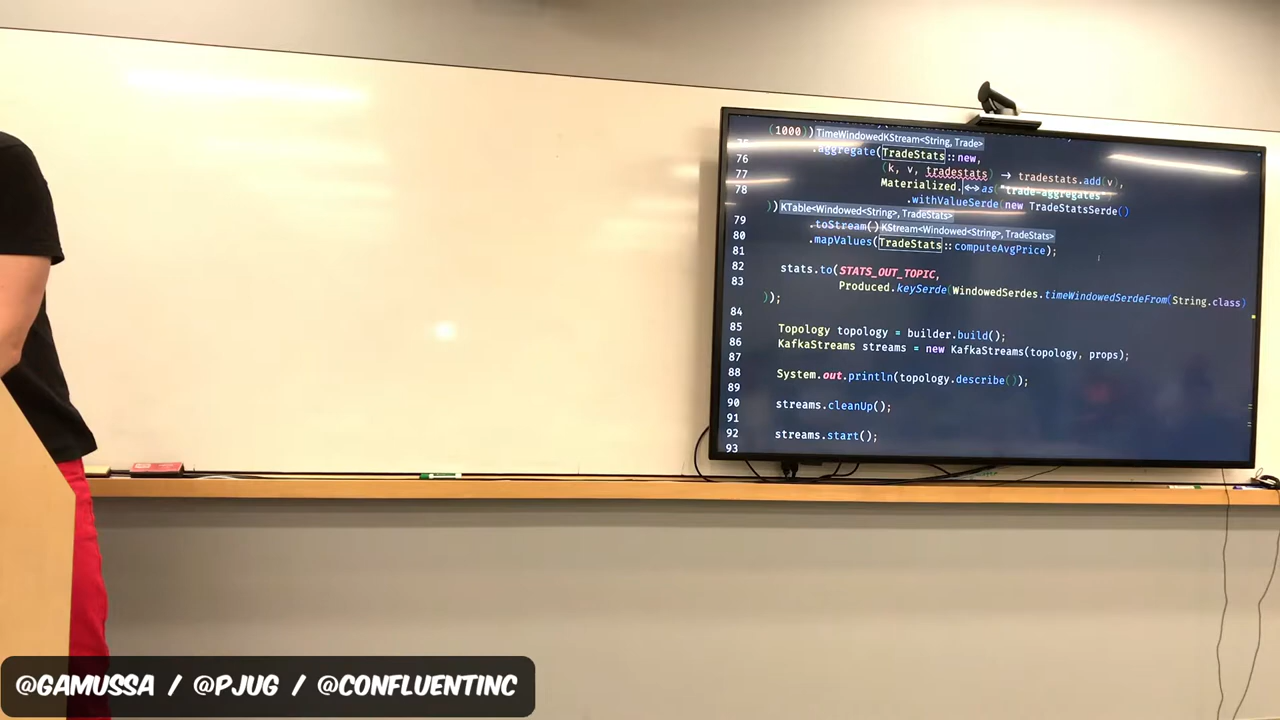 (1000))TimeWindowedKStream<String, Trade>
76 .aggregate(TradeStats::new,
77 (k, v, tradestats) → tradestats.add(v),
78 Materialized.<~>as("trade-aggregates"
.withValueSerde(new TradeStatsSerde()
))KTable<Windowed<String>, TradeStats>
79 .toStream()KStream<Windowed<String>, TradeStats>
80 .mapValues(TradeStats::computeAvgPrice);
81
82 stats.to(STATS_OUT_TOPIC,
83 Produced.keySerde(WindowedSerdes.timeWindowedSerdeFrom(String.class)
));
84
85 Topology topology = builder.build();
86 KafkaStreams streams = new KafkaStreams(topology, props);
87
88 System.out.println(topology.describe());
89
90 streams.cleanUp();
91
92 streams.start();
93
@GAMUSSA / @PJUG / @CONFLUENTINC